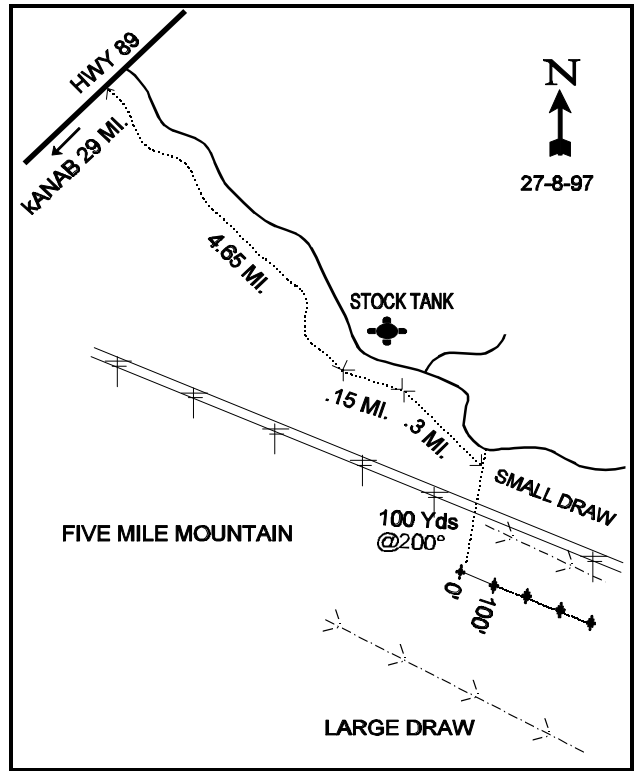 HWY 89
N
kANAB 29 MI.
27-8-97
4.65 MI.
STOCK TANK
.15 MI.
.3 MI.
SMALL DRAW
100 Yds
@200°
FIVE MILE MOUNTAIN
0'
100'
LARGE DRAW